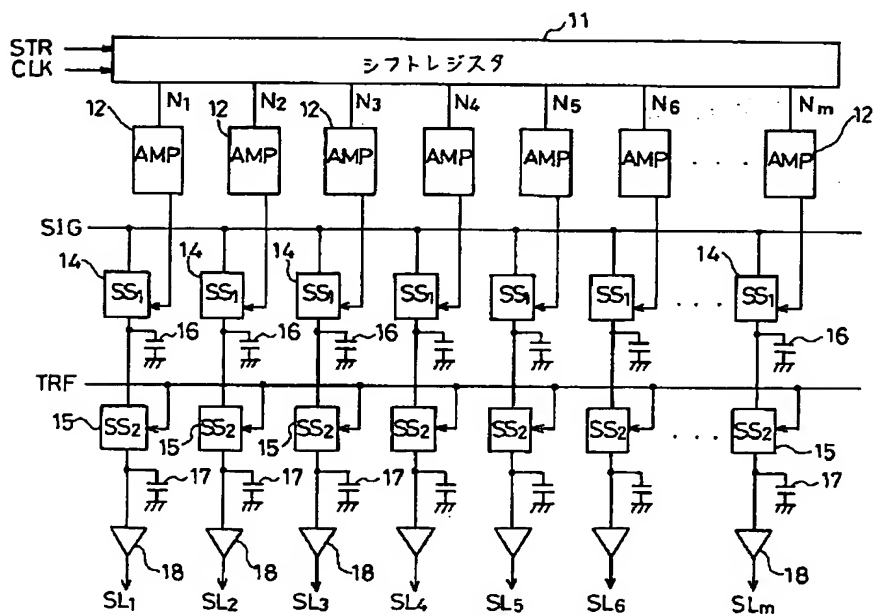 11
STR
CLK
シフトレジスタ
N1 N2 N3 N4 N5 N6 Nm
12 12 12 12
AMP AMP AMP AMP AMP AMP AMP
SIG
14 14 14 14
SS1 SS1 SS1 SS1 SS1 SS1 SS1
16 16 16 16
TRF
15 15 15 15
SS2 SS2 SS2 SS2 SS2 SS2 SS2
17 17 17 17
18 18 18 18
SL1 SL2 SL3 SL4 SL5 SL6 SLm